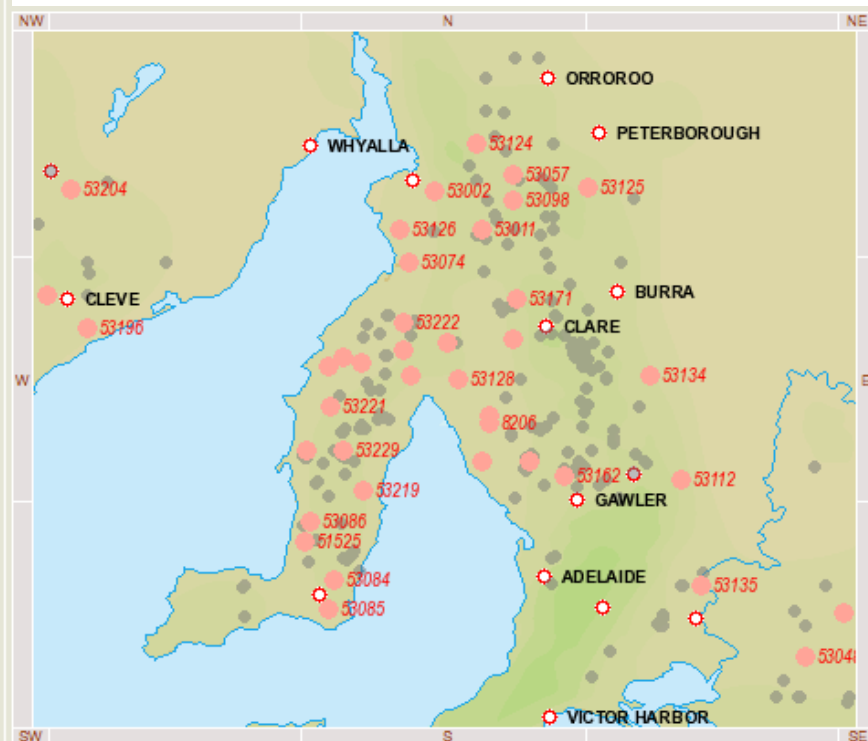 NW N NE
ORROROO
PETERBOROUGH
WHYALLA
53124
53057
53125
53204
53002
53098
53126
53011
53074
BURRA
CLEVE
53171
53222
CLARE
53196
W
53128
53134
E
53221
8206
53229
53162
53112
53219
GAWLER
53086
51525
ADELAIDE
53084
53135
53085
5304
VICTOR HARBOR
SW S SE